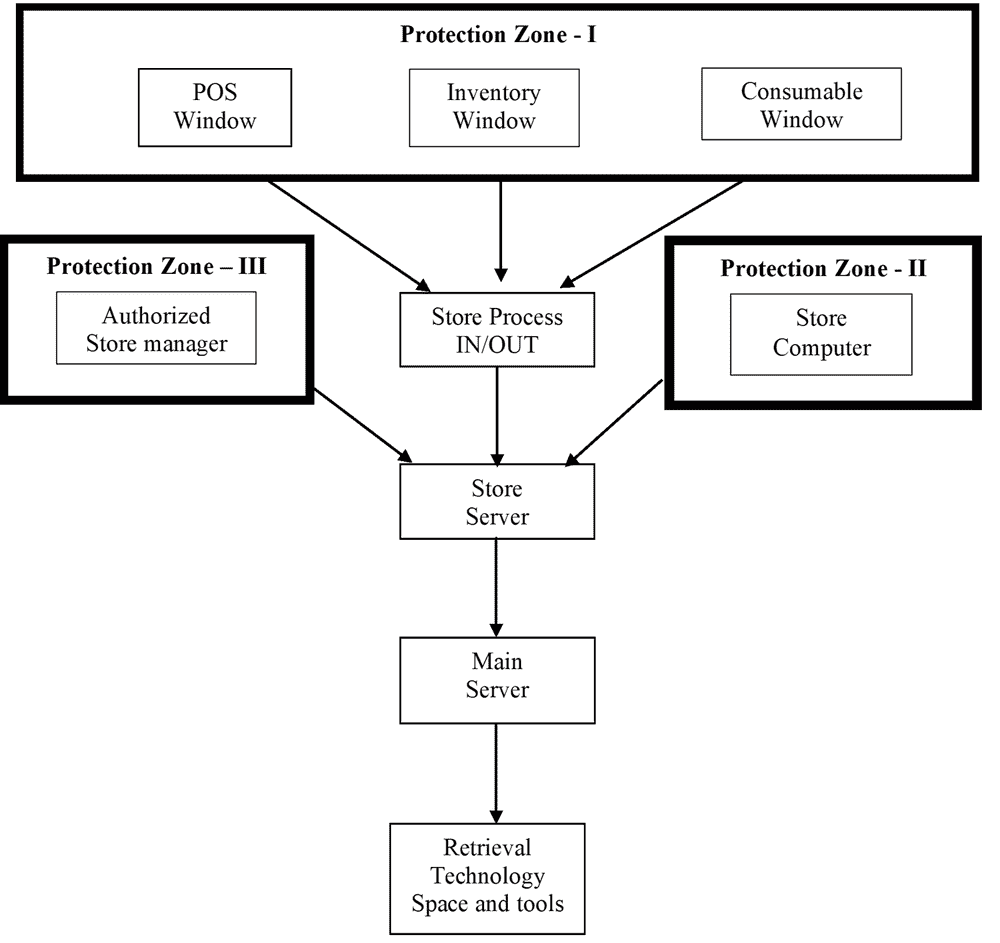 Protection Zone - I
POS
Window
Inventory
Window
Consumable
Window
Protection Zone – III
Authorized
Store manager
Store Process
IN/OUT
Protection Zone - II
Store
Computer
Store
Server
Main
Server
Retrieval
Technology
Space and tools